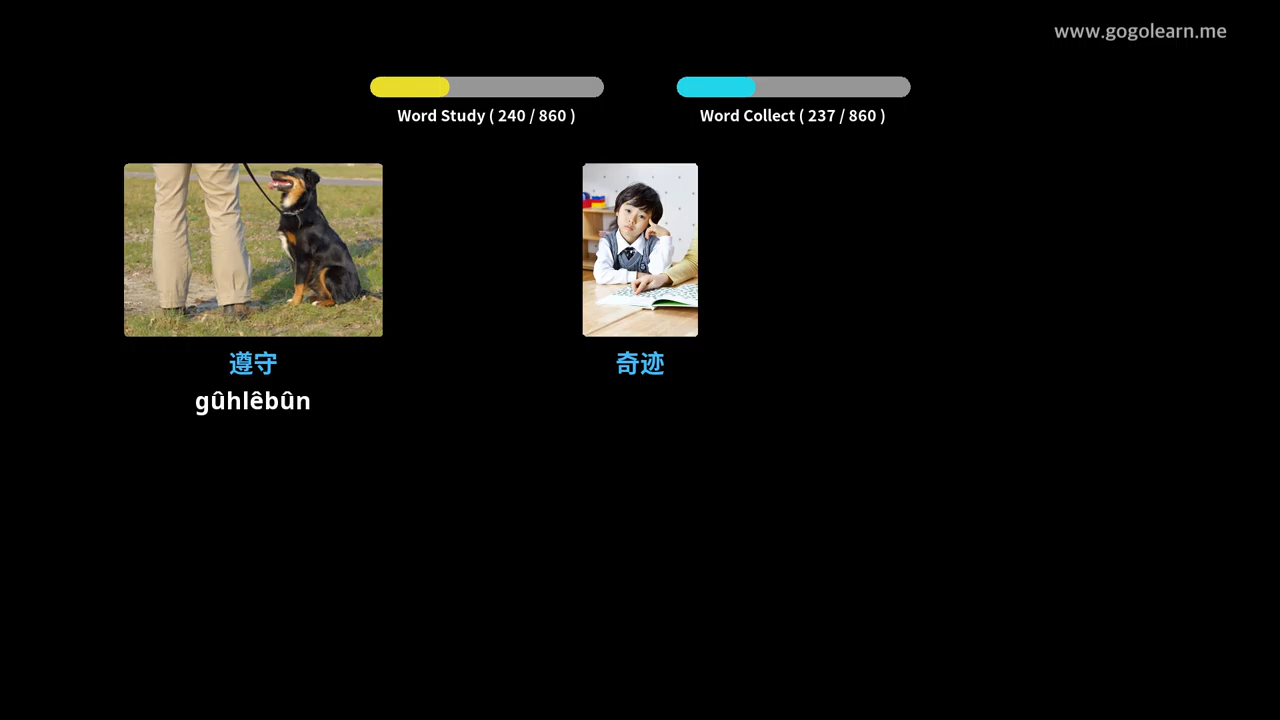 www.gogolearn.me
Word Study ( 240 / 860 )
Word Collect ( 237 / 860 )
遵守
gûhlêbûn
奇迹